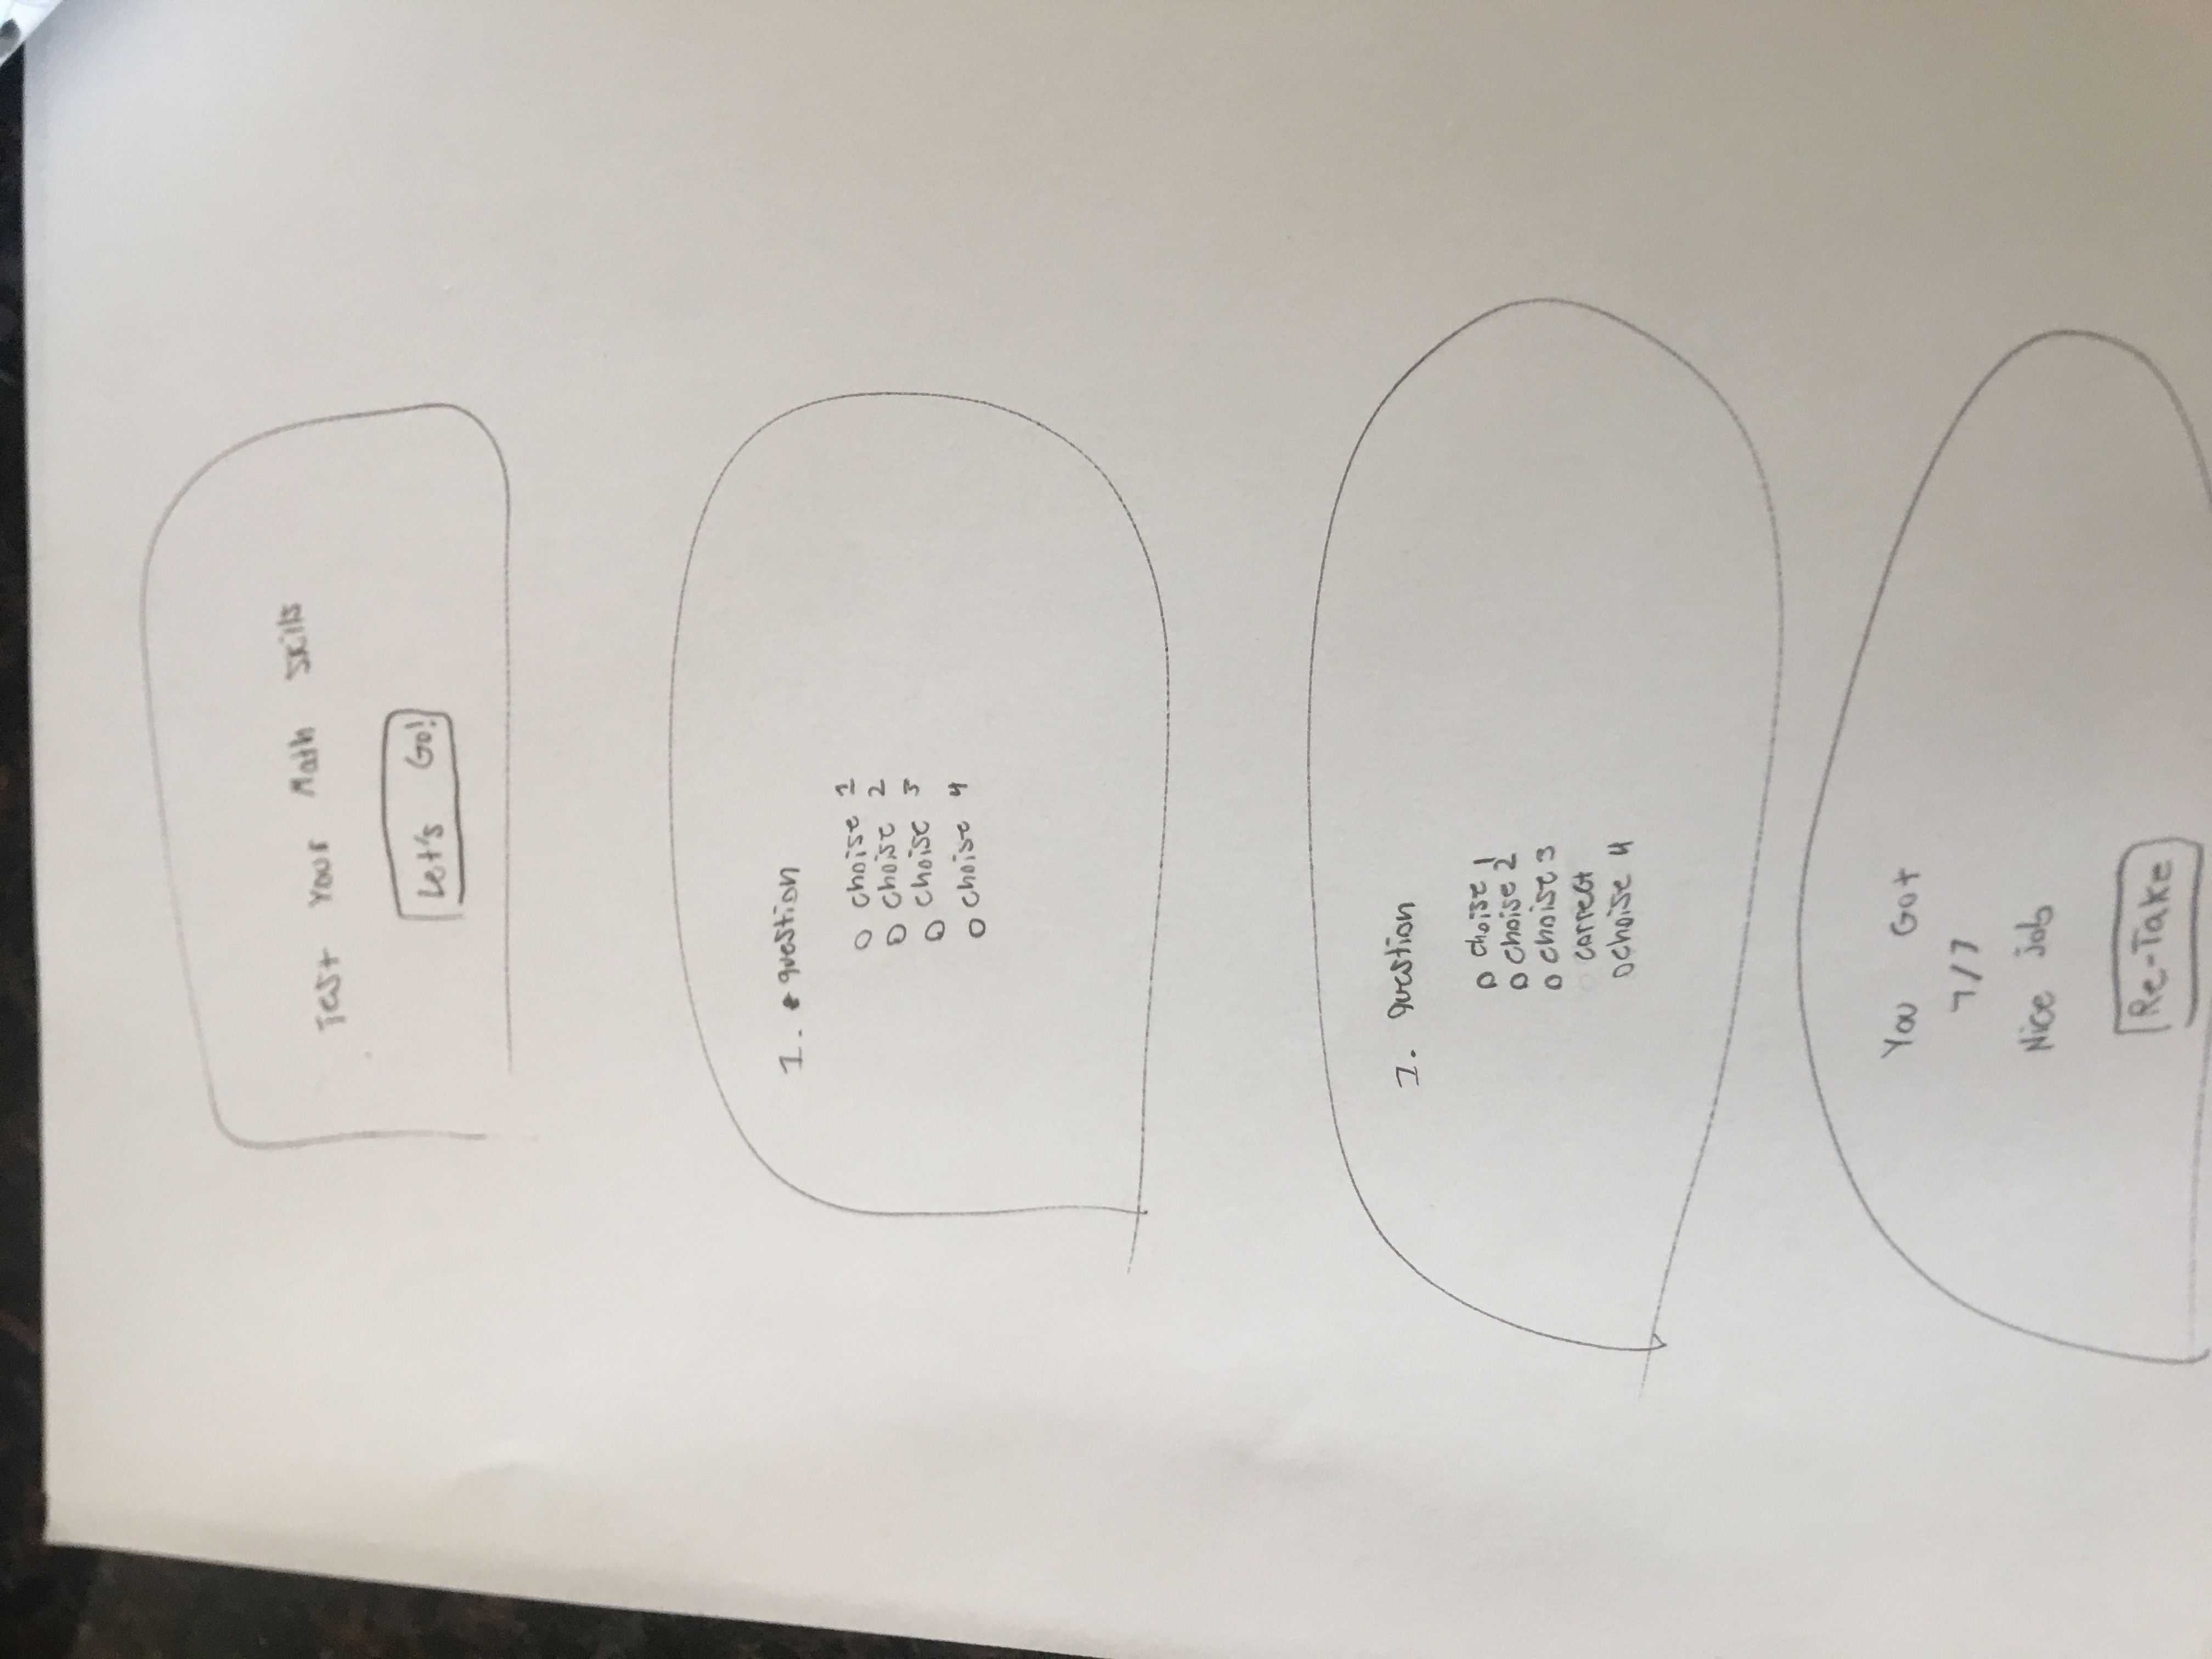 Test Your Math Skills
Let's Go!
1. question
choise 1
choise 2
choise 3
choise 4
1. question
choise 1
choise 2
choise 3
correct
choise 4
You Got
7/7
Nice job
Re-Take